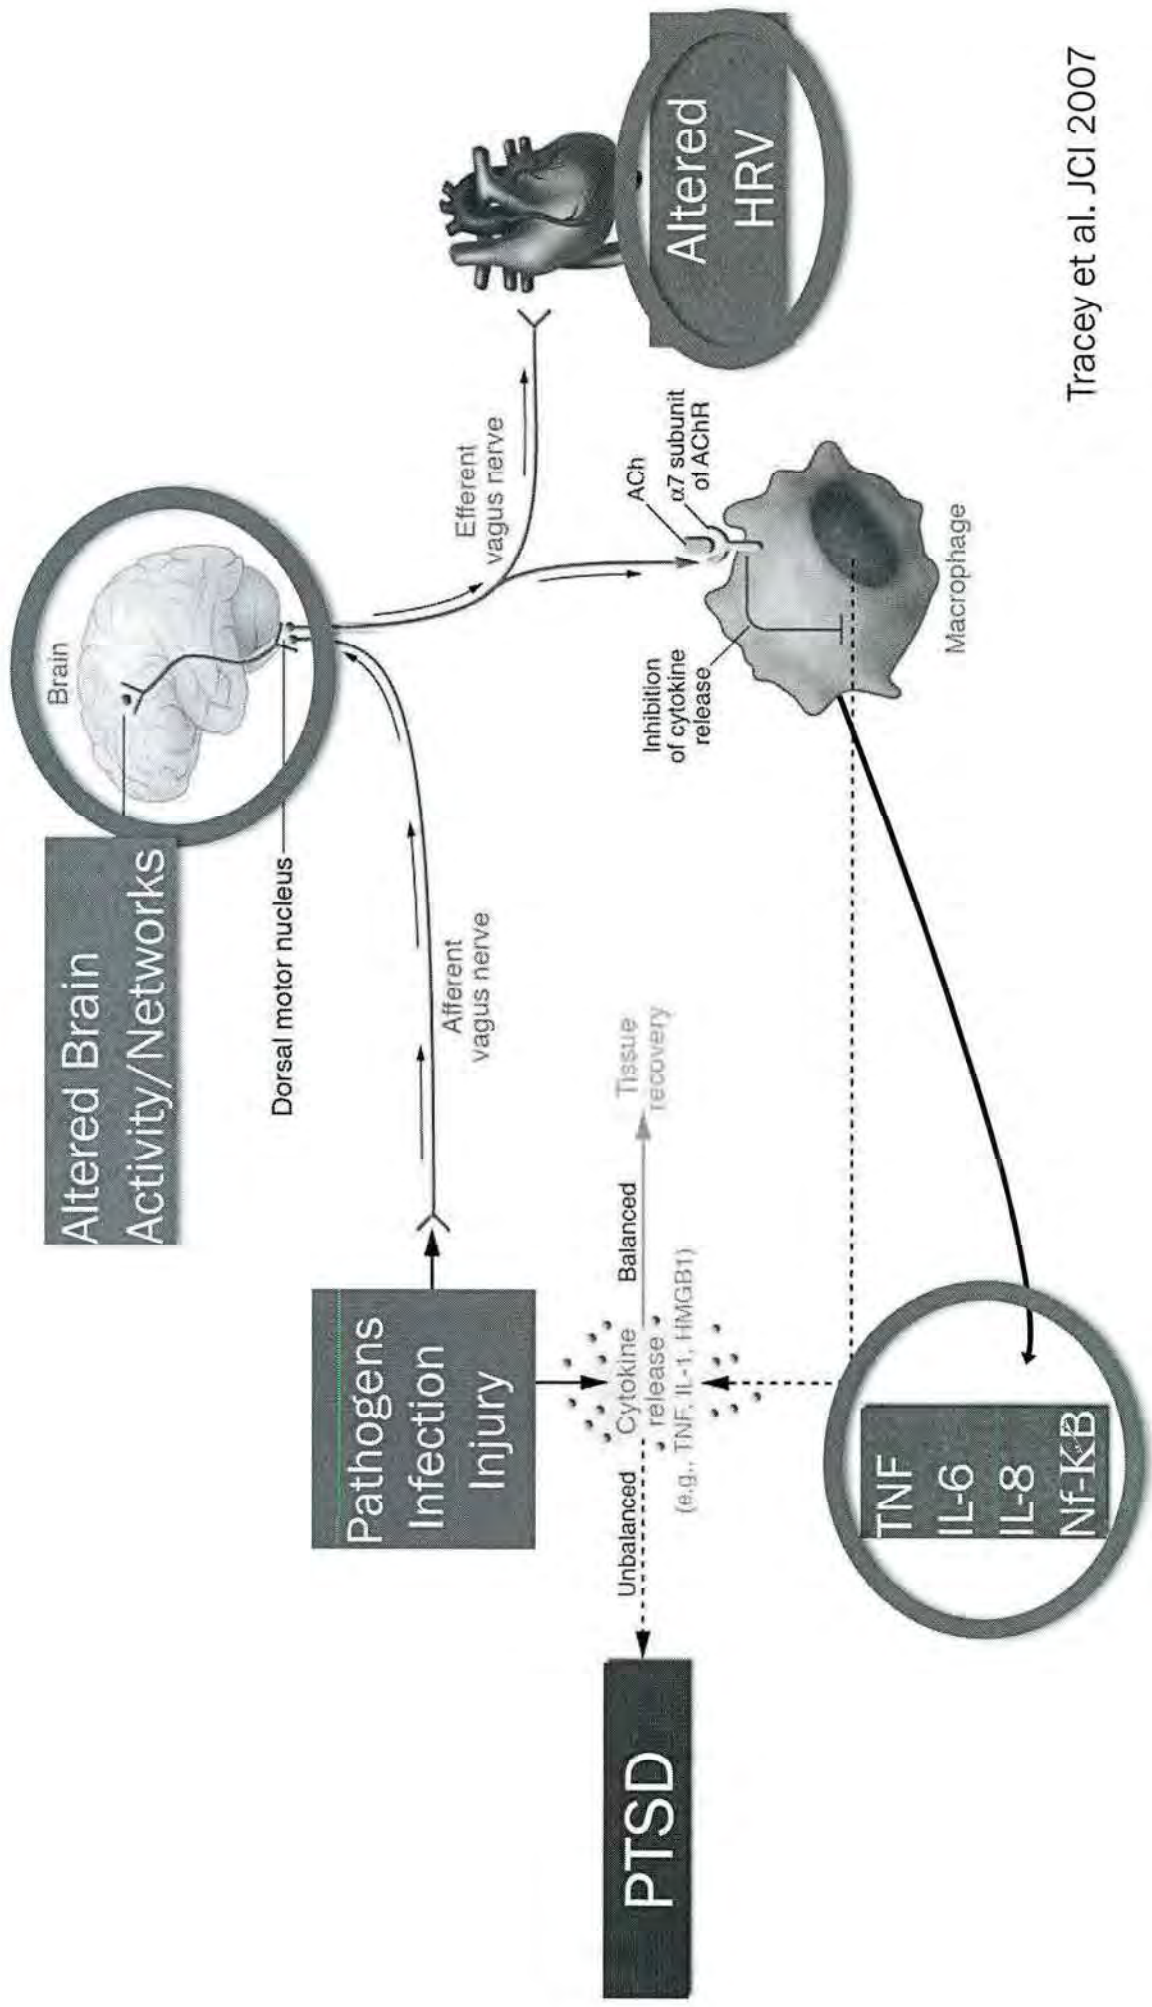 Altered Brain
Activity/Networks
Brain
Dorsal motor nucleus
Efferent
vagus nerve
Afferent
vagus nerve
Pathogens
Infection
Injury
Altered
HRV
ACh
α7 subunit
of AChR
Inhibition
of cytokine
release
Macrophage
PTSD
Unbalanced
Cytokine
release
(e.g., TNF, IL-1, HMGB1)
Balanced
Tissue
recovery
TNF
IL-6
IL-8
Nf-KB
Tracey et al. JCI 2007